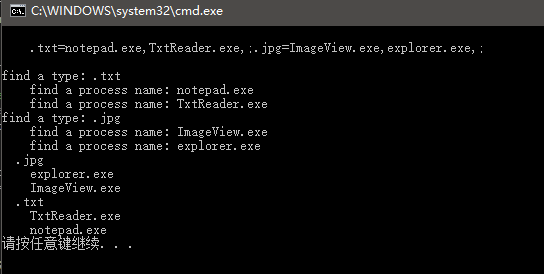 C:\WINDOWS\system32\cmd.exe
.txt=notepad.exe,TxtReader.exe,;.jpg=ImageView.exe,explorer.exe,;
find a type: .txt
find a process name: notepad.exe
find a process name: TxtReader.exe
find a type: .jpg
find a process name: ImageView.exe
find a process name: explorer.exe
.jpg
explorer.exe
ImageView.exe
.txt
TxtReader.exe
notepad.exe
请按任意键继续. . .